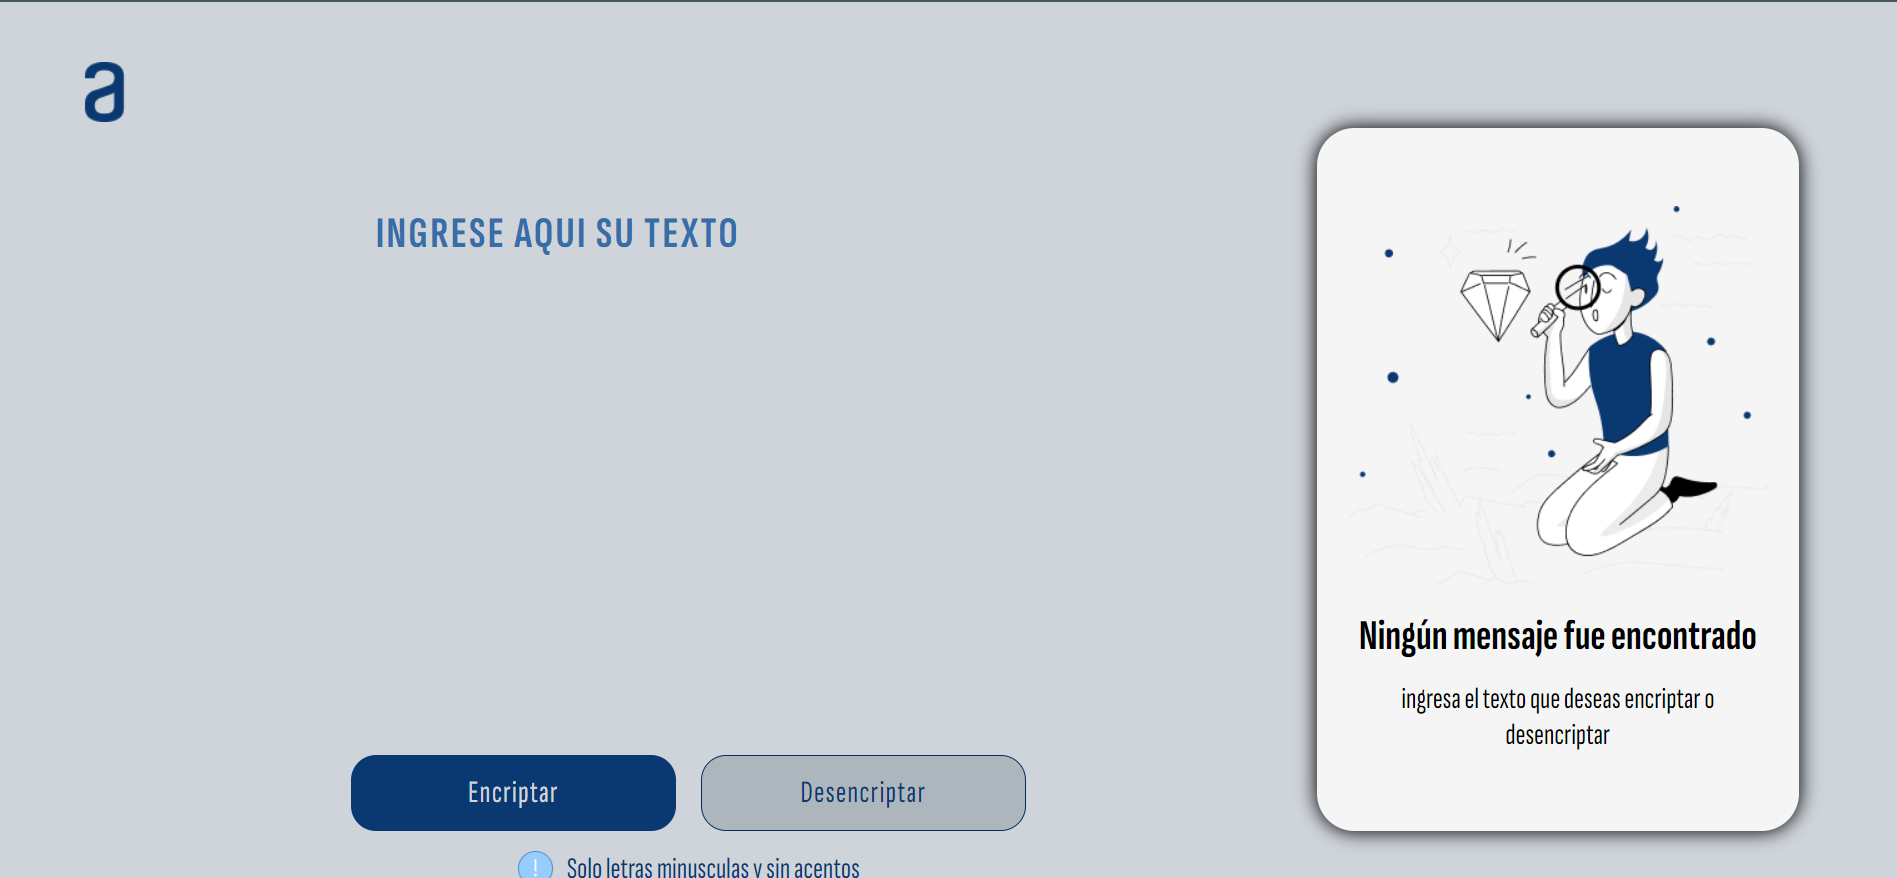 a
INGRESE AQUI SU TEXTO
Ningún mensaje fue encontrado
ingresa el texto que deseas encriptar o
desencriptar
Encriptar
Desencriptar
! Solo letras minusculas y sin acentos